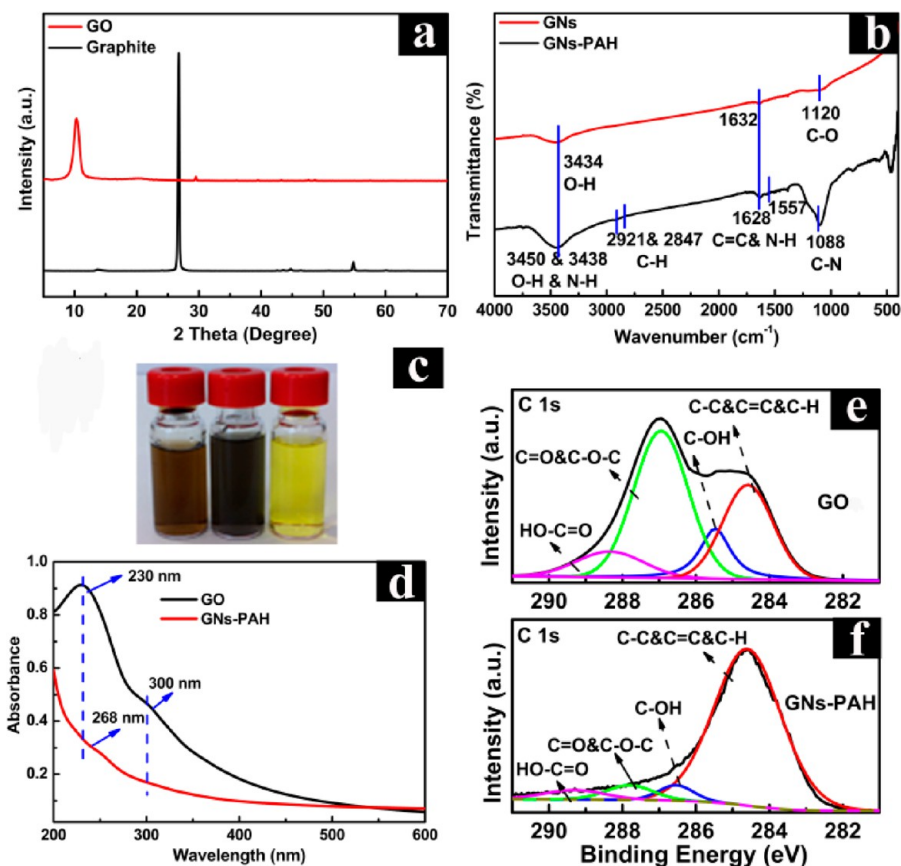 a
GO
Graphite
Intensity (a.u.)
10 20 30 40 50 60 70
2 Theta (Degree)
b
GNs
GNs-PAH
Transmittance (%)
3434
O-H
1632
1120
C-O
3450 & 3438
O-H & N-H
2921& 2847
C-H
1628
1557
C=C& N-H
1088
C-N
4000 3500 3000 2500 2000 1500 1000 500
Wavenumber (cm⁻¹)
c
d
1.0
0.8
0.6
0.4
0.2
Absorbance
230 nm
GO
GNs-PAH
300 nm
268 nm
200 300 400 500 600
Wavelength (nm)
e
C 1s
C-C&C=C&C-H
C-OH
C=O&C-O-C
HO-C=O
GO
Intensity (a.u.)
290 288 286 284 282
f
C 1s
C-C&C=C&C-H
GNs-PAH
C-OH
C=O&C-O-C
HO-C=O
Intensity (a.u.)
290 288 286 284 282
Binding Energy (eV)